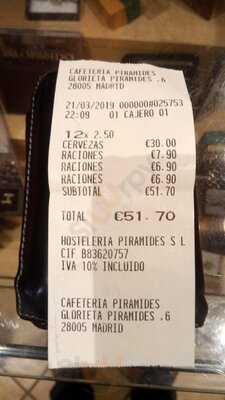 CAFETERIA PIRAMIDES
GLORIETA PIRAMIDES .6
28005 MADRID
21/03/2019 000000#025753
22:09 01 CAJERO 01
12x 2.50
CERVEZAS €30.00
RACIONES €7.90
RACIONES €6.90
RACIONES €6.90
SUBTOTAL €51.70
TOTAL €51.70
HOSTELERIA PIRAMIDES S L
CIF B83620757
IVA 10% INCLUIDO
CAFETERIA PIRAMIDES
GLORIETA PIRAMIDES .6
28005 MADRID